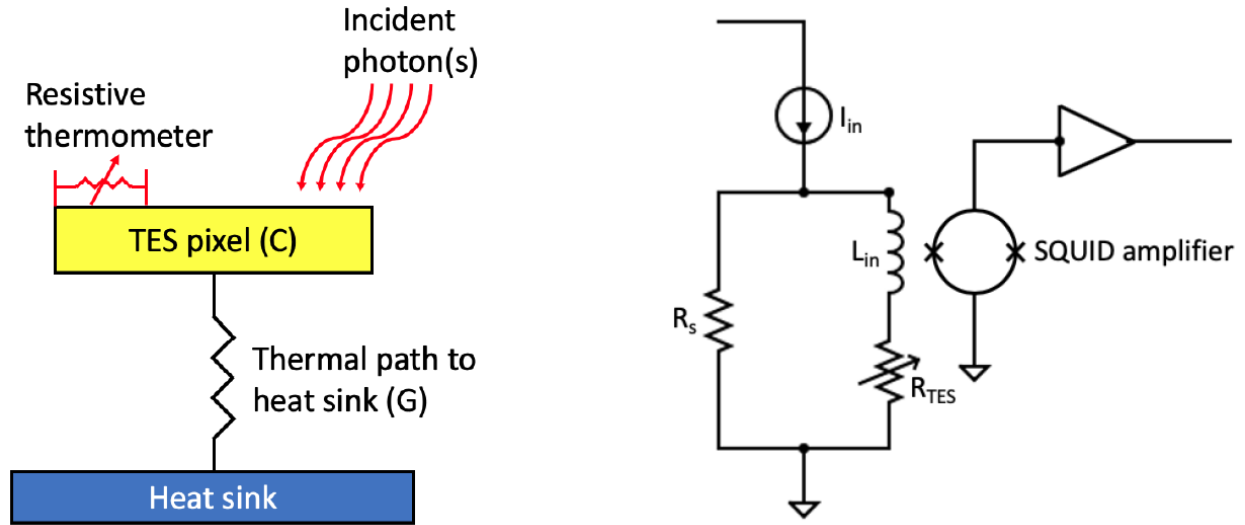 Incident
photon(s)
Resistive
thermometer
TES pixel (C)
Thermal path to
heat sink (G)
Heat sink
I_in
L_in
SQUID amplifier
R_s
R_TES